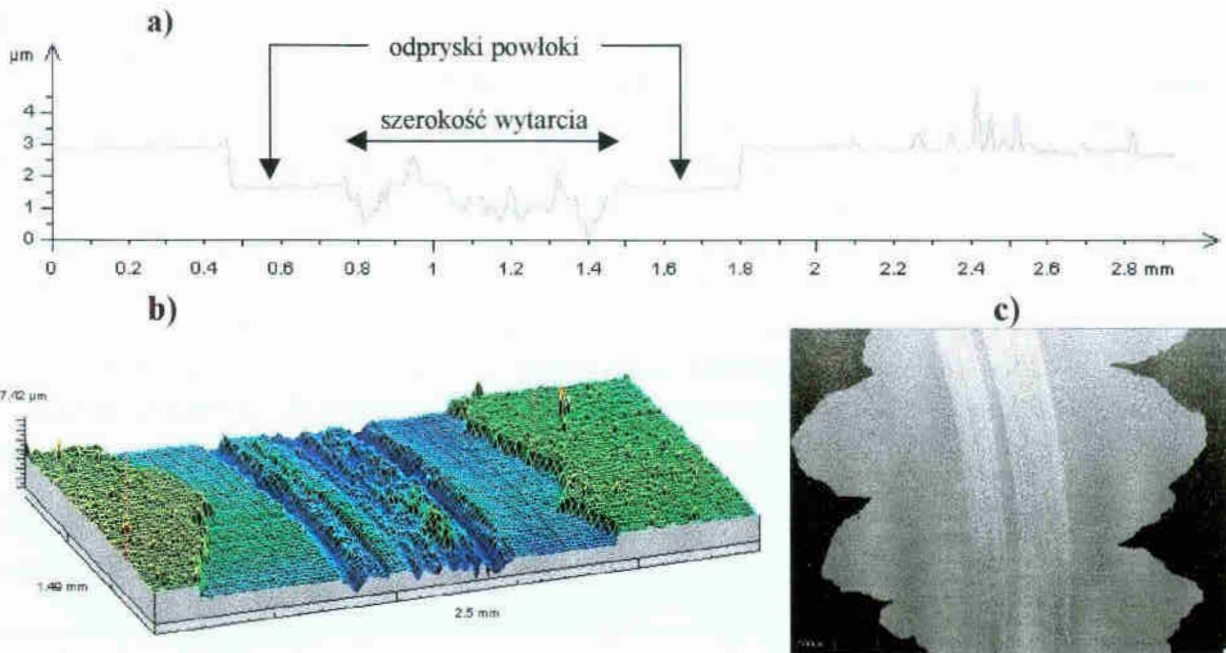 a)
µm
odpryski powłoki
szerokość wytarcia
4
3
2
1
0
0 0.2 0.4 0.6 0.8 1 1.2 1.4 1.6 1.8 2 2.2 2.4 2.6 2.8 mm
b)
c)
7.42 µm
1.49 mm
2.5 mm